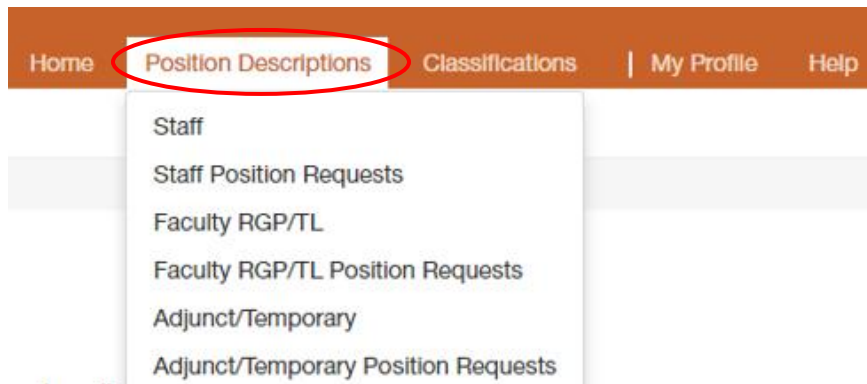 Home Position Descriptions Classifications | My Profile Help
Staff
Staff Position Requests
Faculty RGP/TL
Faculty RGP/TL Position Requests
Adjunct/Temporary
Adjunct/Temporary Position Requests